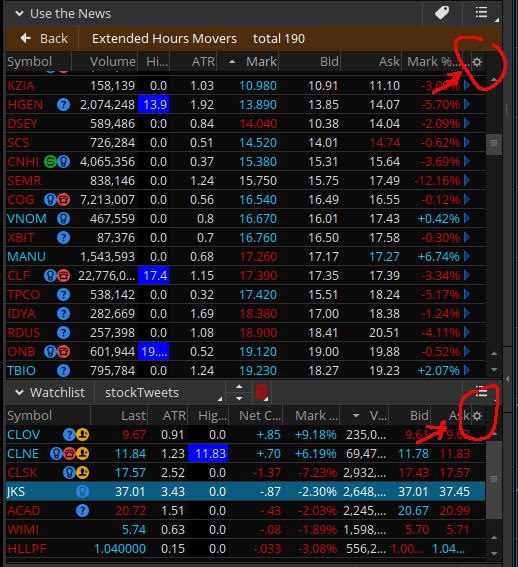 Use the News
Back Extended Hours Movers total 190
Symbol Volume Hi... ATR Mark Bid Ask Mark %...
KZIA 158,139 0.0 1.03 10.980 10.91 11.10
HGEN 2,074,248 13.9 1.92 13.890 13.85 14.07 -5.70%
DSEY 589,486 0.0 0.84 14.040 10.38 14.04 -2.09%
SCS 726,284 0.0 0.51 14.520 14.01 14.74 -0.62%
CNHI 4,065,356 0.0 0.37 15.380 15.31 15.64 -3.69%
SEMR 838,146 0.0 1.24 15.750 15.75 17.49 -12.16%
COG 7,213,007 0.0 0.56 16.540 16.49 16.55 -0.12%
VNOM 467,559 0.0 0.8 16.670 16.01 17.43 +0.42%
XBIT 87,376 0.0 0.7 16.760 16.50 17.58 -0.30%
MANU 1,543,593 0.0 0.68 17.260 17.17 17.27 +6.74%
CLF 22,776,0... 17.4 1.15 17.390 17.35 17.39 -3.34%
TPCO 538,142 0.0 0.32 17.420 15.51 18.24 -5.17%
IDYA 282,669 0.0 1.69 18.380 17.00 18.38 -1.24%
RDUS 257,398 0.0 1.08 18.900 18.41 20.51 -4.11%
ONB 601,944 19.... 0.52 19.120 19.00 19.88 -0.52%
TBIO 795,784 0.0 1.24 19.230 18.27 19.23 +2.07%
Watchlist stockTweets
Symbol Last ATR Hig... Net C... Mark ... V... Bid Ask
CLOV 9.67 0.91 0.0 +.85 +9.18% 235,0...
CLNE 11.84 1.23 11.83 +.70 +6.19% 69,47... 11.78 11.83
CLSK 17.57 2.52 0.0 -1.37 -7.23% 2,932,... 17.43 17.57
JKS 37.01 3.43 0.0 -.87 -2.30% 2,648,... 37.01 37.45
ACAD 20.72 1.51 0.0 -.43 -2.03% 2,245,... 20.67 20.99
WIMI 5.74 0.63 0.0 -.08 -1.89% 1,598,... 5.70 5.71
HLLPF 1.040000 0.15 0.0 -.033 -3.08% 556,2... 1.00... 1.04...